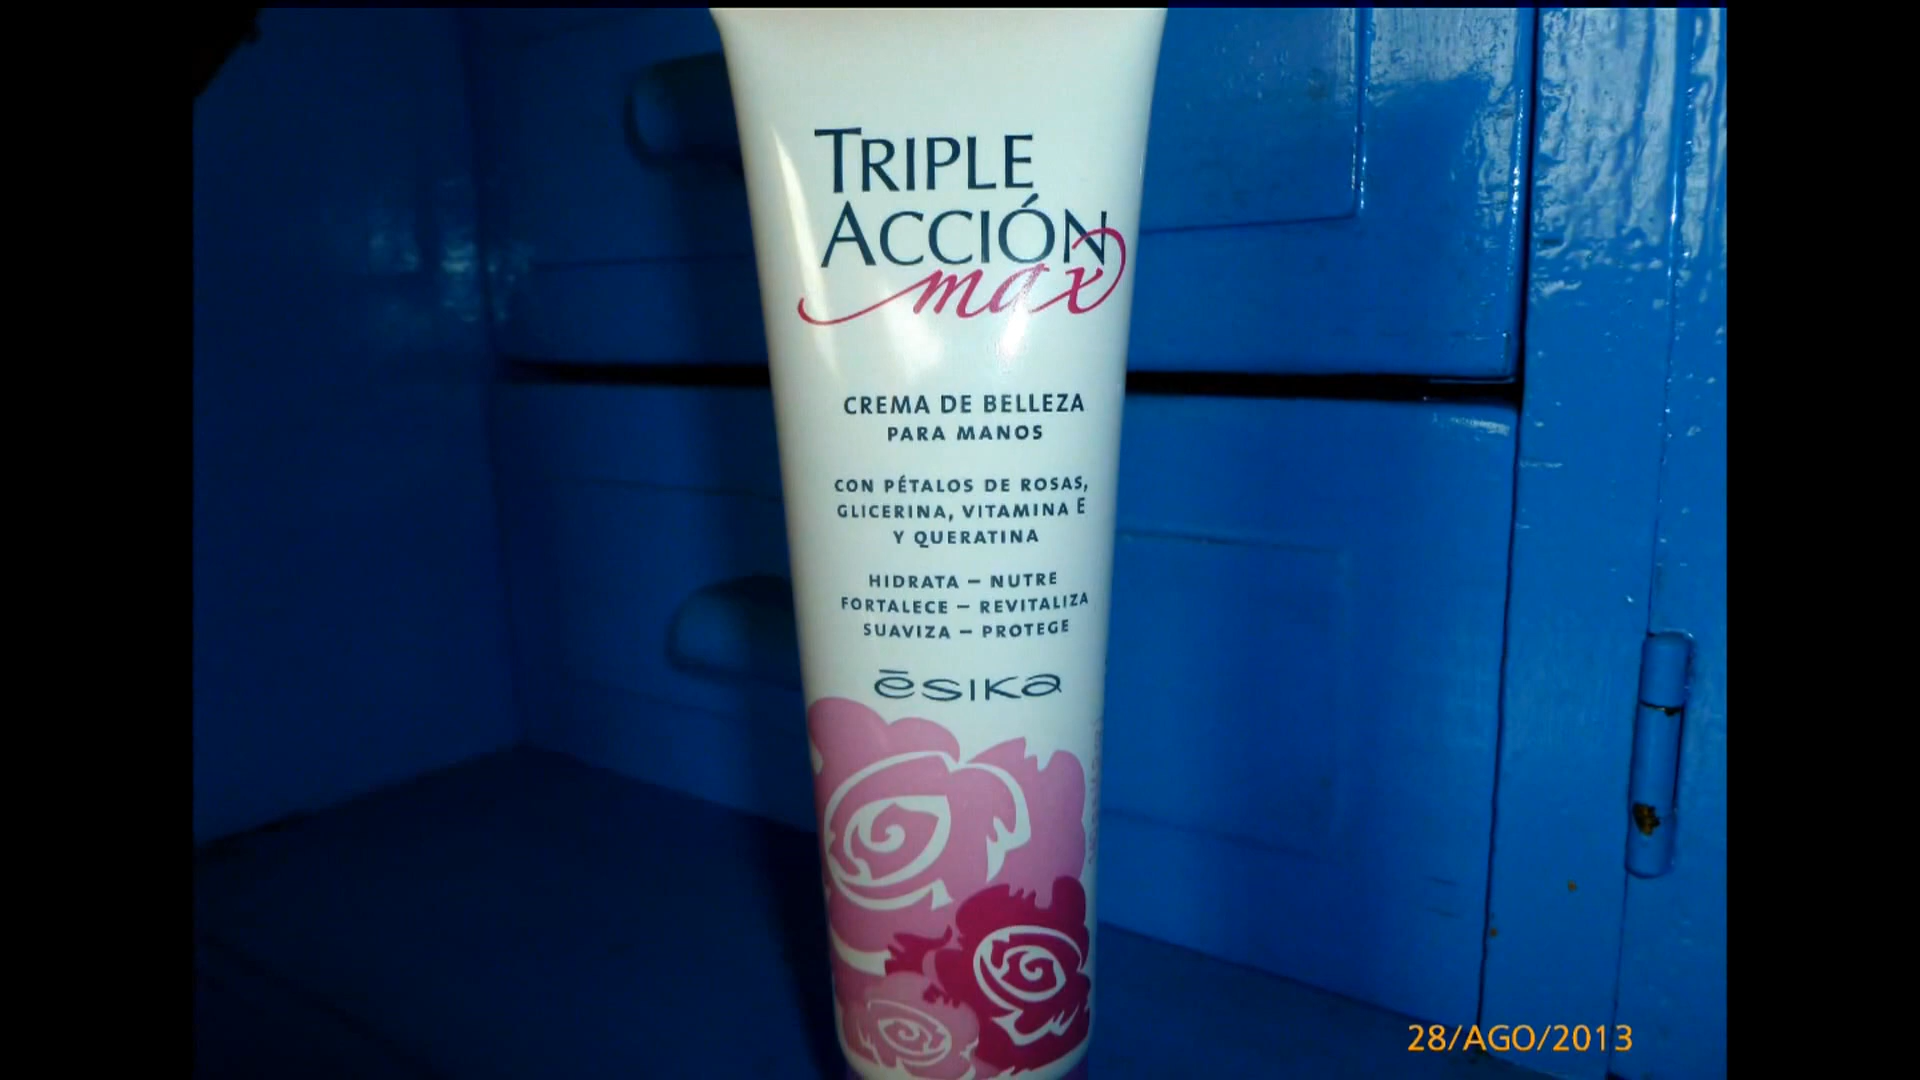 TRIPLE
ACCIÓN
max
CREMA DE BELLEZA
PARA MANOS
CON PÉTALOS DE ROSAS,
GLICERINA, VITAMINA E
Y QUERATINA
HIDRATA – NUTRE
FORTALECE – REVITALIZA
SUAVIZA – PROTEGE
ēSIKA
28/AGO/2013